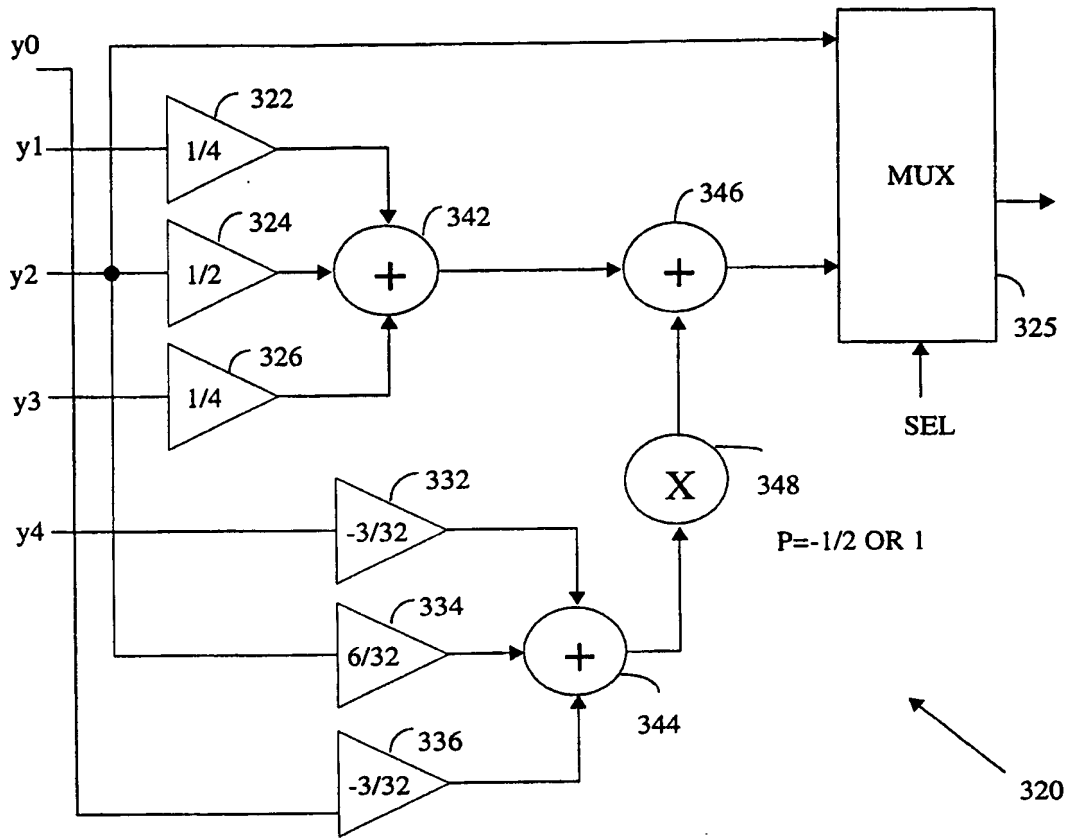 y0
322
y1
1/4
MUX
324
342
346
y2
1/2
+
+
325
326
y3
1/4
SEL
332
X
348
y4
-3/32
P=-1/2 OR 1
334
6/32
+
344
336
-3/32
320